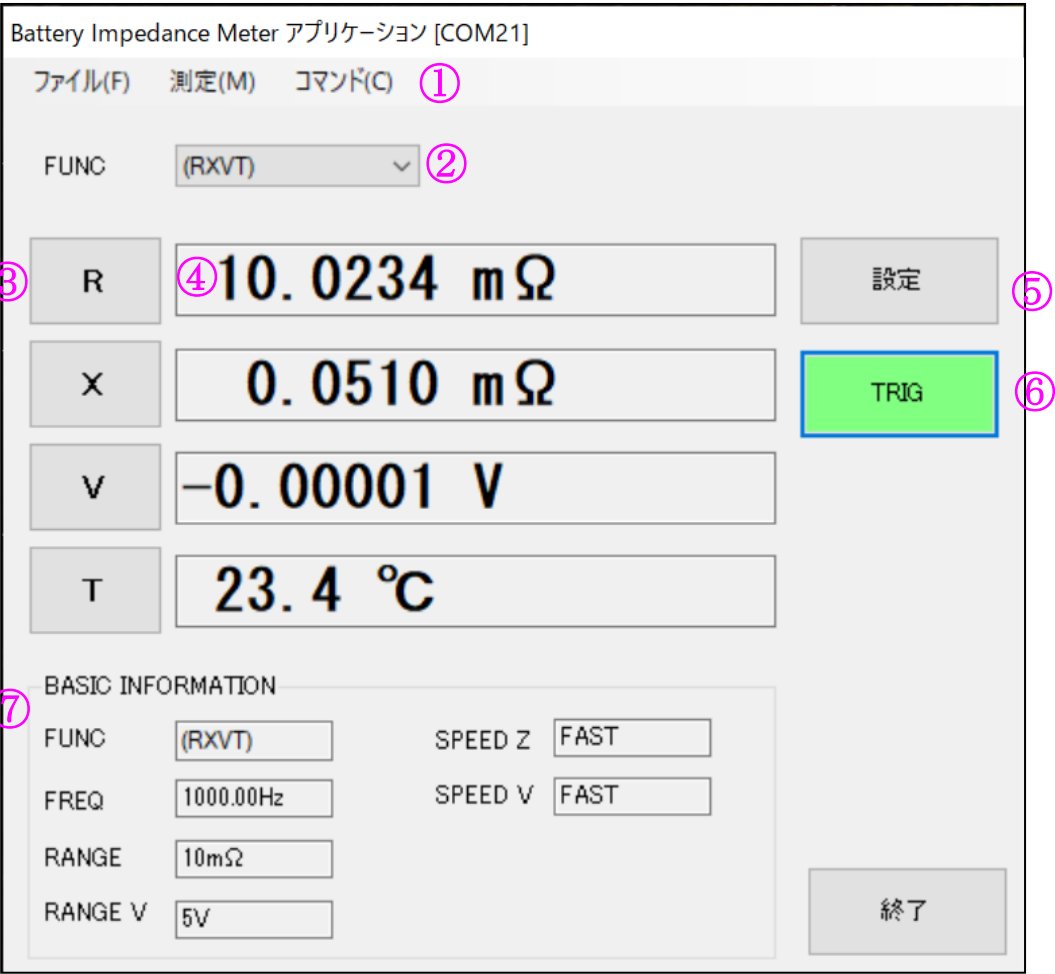 Battery Impedance Meter アプリケーション [COM21]
ファイル(F) 測定(M) コマンド(C) ①
FUNC (RXVT) ②
③ R ④10.0234 mΩ 設定 ⑤
X 0.0510 mΩ TRIG ⑥
V -0.00001 V
T 23.4 ℃
BASIC INFORMATION
⑦
FUNC (RXVT) SPEED Z FAST
FREQ 1000.00Hz SPEED V FAST
RANGE 10mΩ
RANGE V 5V 終了